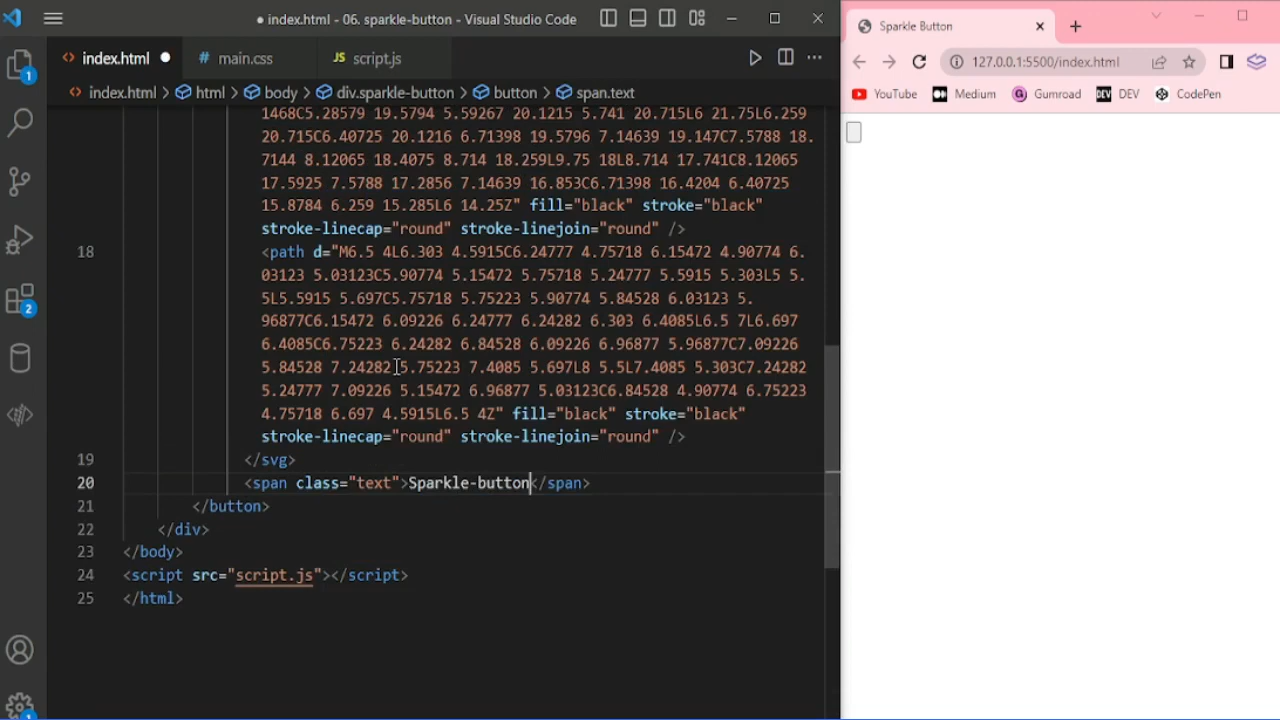 index.html - 06. sparkle-button - Visual Studio Code
Sparkle Button
index.html
main.css
JS script.js
127.0.0.1:5500/index.html
index.html > html > body > div.sparkle-button > button > span.text
YouTube Medium Gumroad DEV DEV CodePen
1468C5.28579 19.5794 5.59267 20.1215 5.741 20.715L6 21.75L6.259
20.715C6.40725 20.1216 6.71398 19.5796 7.14639 19.147C7.5788 18.
7144 8.12065 18.4075 8.714 18.259L9.75 18L8.714 17.741C8.12065
17.5925 7.5788 17.2856 7.14639 16.853C6.71398 16.4204 6.40725
15.8784 6.259 15.285L6 14.25Z" fill="black" stroke="black"
stroke-linecap="round" stroke-linejoin="round" />
18 <path d="M6.5 4L6.303 4.5915C6.24777 4.75718 6.15472 4.90774 6.
03123 5.03123C5.90774 5.15472 5.75718 5.24777 5.5915 5.303L5 5.
5L5.5915 5.697C5.75718 5.75223 5.90774 5.84528 6.03123 5.
96877C6.15472 6.09226 6.24777 6.24282 6.303 6.4085L6.5 7L6.697
6.4085C6.75223 6.24282 6.84528 6.09226 6.96877 5.96877C7.09226
5.84528 7.24282 5.75223 7.4085 5.697L8 5.5L7.4085 5.303C7.24282
5.24777 7.09226 5.15472 6.96877 5.03123C6.84528 4.90774 6.75223
4.75718 6.697 4.5915L6.5 4Z" fill="black" stroke="black"
stroke-linecap="round" stroke-linejoin="round" />
19 </svg>
20 <span class="text">Sparkle-button</span>
21 </button>
22 </div>
23 </body>
24 <script src="script.js"></script>
25 </html>
1
2
1